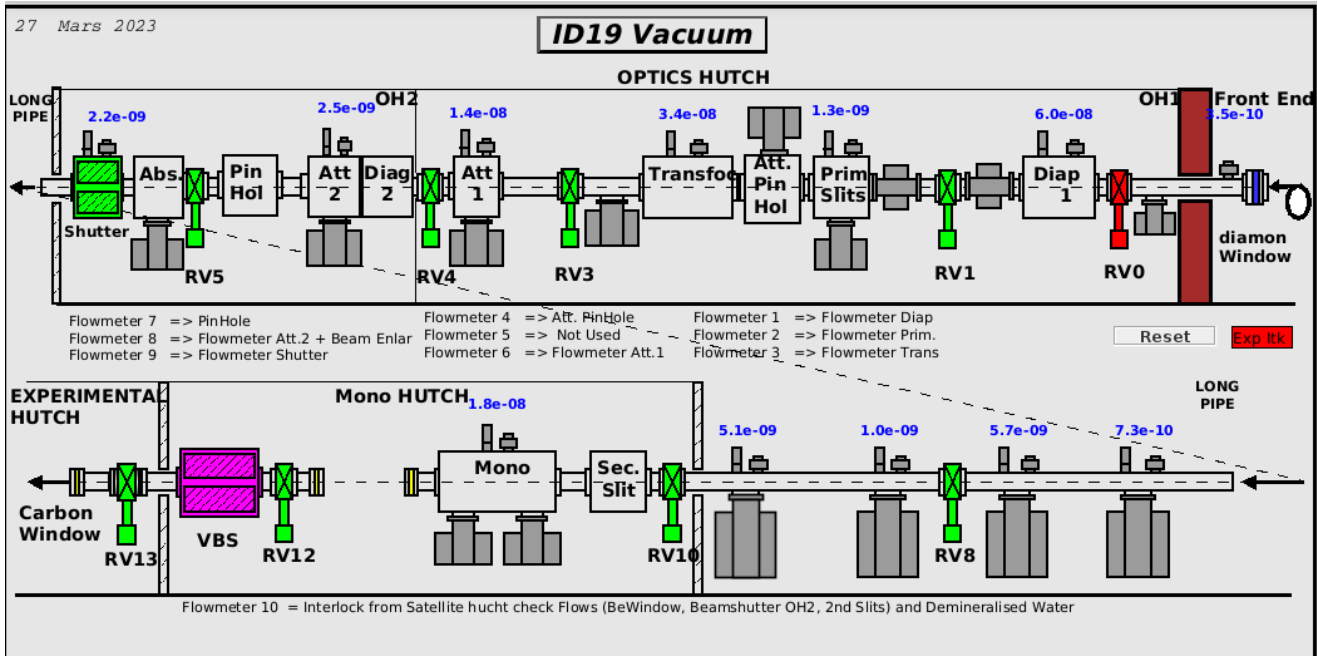 27 Mars 2023
ID19 Vacuum
OPTICS HUTCH
LONG
PIPE
OH2
OH1
Front End
2.2e-09
2.5e-09
1.4e-08
3.4e-08
1.3e-09
6.0e-08
3.5e-10
Abs.
Pin
Hol
Att
2
Diag
2
Att
1
Transfoc
Att.
Pin
Hol
Prim
Slits
Diap
1
Shutter
RV5
RV4
RV3
RV1
RV0
diamon
Window
Flowmeter 7 => PinHole
Flowmeter 8 => Flowmeter Att.2 + Beam Enlar
Flowmeter 9 => Flowmeter Shutter
Flowmeter 4 => Att. PinHole
Flowmeter 5 => Not Used
Flowmeter 6 => Flowmeter Att.1
Flowmeter 1 => Flowmeter Diap
Flowmeter 2 => Flowmeter Prim.
Flowmeter 3 => Flowmeter Trans
Reset
Exp Itk
EXPERIMENTAL
HUTCH
Mono HUTCH
1.8e-08
5.1e-09
1.0e-09
5.7e-09
7.3e-10
LONG
PIPE
Mono
Sec.
Slit
Carbon
Window
RV13
VBS
RV12
RV10
RV8
Flowmeter 10 = Interlock from Satellite hucht check Flows (BeWindow, Beamshutter OH2, 2nd Slits) and Demineralised Water